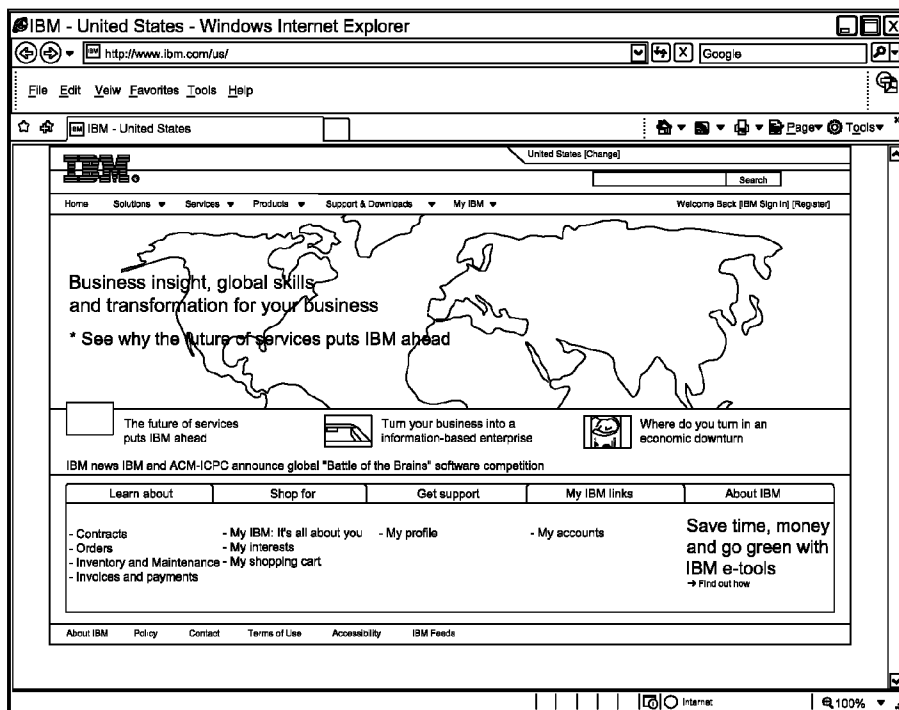 IBM - United States - Windows Internet Explorer
IBM http://www.ibm.com/us/ X Google
File Edit Veiw Favorites Tools Help
IBM IBM - United States Page Tools
United States [Change]
IBM®
Search
Home Solutions Services Products Support & Downloads My IBM Welcome Back [IBM Sign In] [Register]
Business insight, global skills
and transformation for your business
* See why the future of services puts IBM ahead
The future of services
puts IBM ahead
Turn your business into a
information-based enterprise
Where do you turn in an
economic downturn
IBM news IBM and ACM-ICPC announce global "Battle of the Brains" software competition
Learn about Shop for Get support My IBM links About IBM
- Contracts
- Orders
- Inventory and Maintenance
- Invoices and payments
- My IBM: It's all about you
- My interests
- My shopping cart
- My profile
- My accounts
Save time, money
and go green with
IBM e-tools
→ Find out how
About IBM Policy Contact Terms of Use Accessibility IBM Feeds
Internet 100%